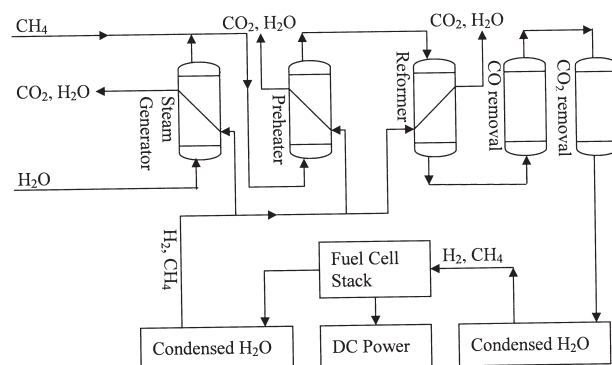 CH₄
CO₂, H₂O
CO₂, H₂O
CO₂, H₂O
Steam
Generator
Preheater
Reformer
CO removal
CO₂ removal
H₂O
H₂, CH₄
Fuel Cell
Stack
H₂, CH₄
Condensed H₂O
DC Power
Condensed H₂O